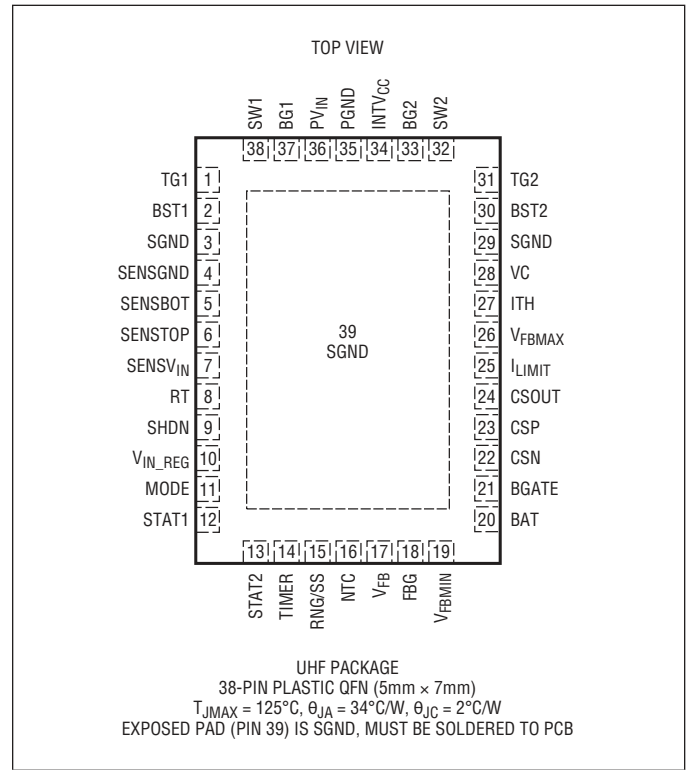 TOP VIEW
SW1
BG1
PVIN
PGND
INTVCC
BG2
SW2
38 37 36 35 34 33 32
TG1 1
BST1 2
SGND 3
SENSGND 4
SENSBOT 5
SENSTOP 6
SENSVIN 7
RT 8
SHDN 9
VIN_REG 10
MODE 11
STAT1 12
39
SGND
31 TG2
30 BST2
29 SGND
28 VC
27 ITH
26 VFBMAX
25 ILIMIT
24 CSOUT
23 CSP
22 CSN
21 BGATE
20 BAT
13 14 15 16 17 18 19
STAT2
TIMER
RNG/SS
NTC
VFB
FBG
VFBMIN
UHF PACKAGE
38-PIN PLASTIC QFN (5mm × 7mm)
TJMAX = 125°C, θJA = 34°C/W, θJC = 2°C/W
EXPOSED PAD (PIN 39) IS SGND, MUST BE SOLDERED TO PCB